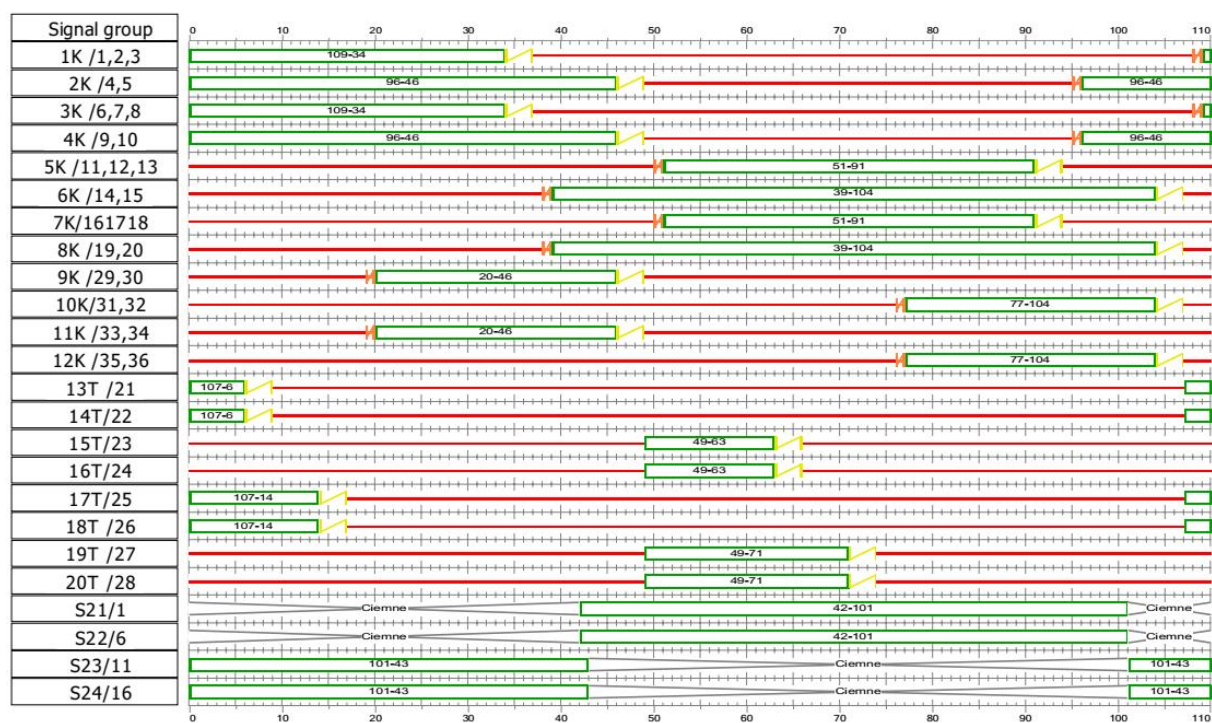 Signal group 0 10 20 30 40 50 60 70 80 90 100 110
1K /1,2,3 109-34
2K /4,5 96-46 96-46
3K /6,7,8 109-34
4K /9,10 96-46 96-46
5K /11,12,13 51-91
6K /14,15 39-104
7K/161718 51-91
8K /19,20 39-104
9K /29,30 20-46
10K/31,32 77-104
11K /33,34 20-46
12K /35,36 77-104
13T /21 107-6
14T/22 107-6
15T/23 49-63
16T/24 49-63
17T/25 107-14
18T /26 107-14
19T /27 49-71
20T /28 49-71
S21/1 Ciemne 42-101 Ciemne
S22/6 Ciemne 42-101 Ciemne
S23/11 101-43 Ciemne 101-43
S24/16 101-43 Ciemne 101-43
0 10 20 30 40 50 60 70 80 90 100 110